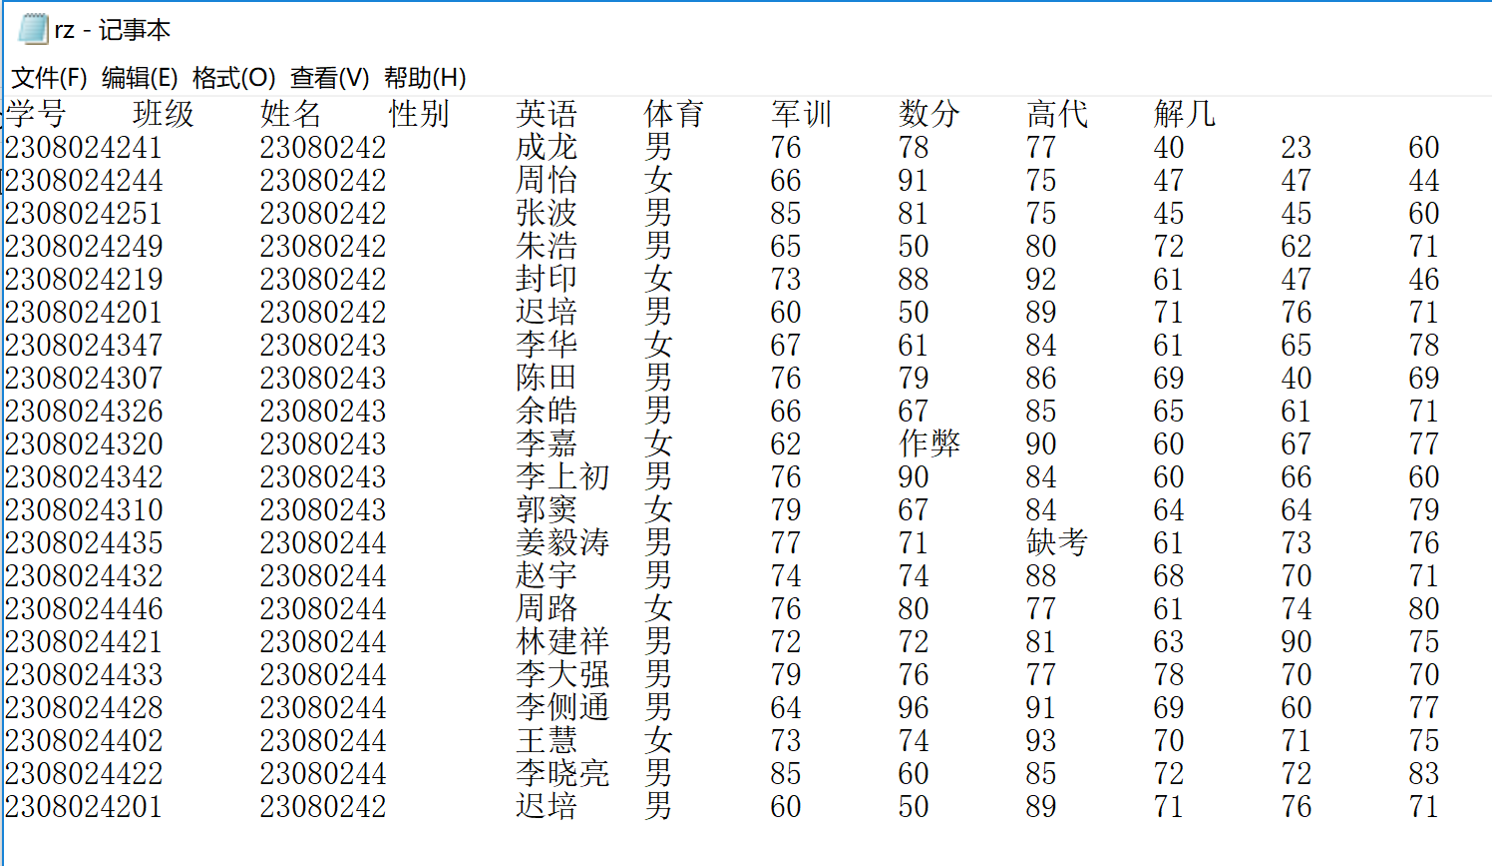 rz - 记事本
文件(F) 编辑(E) 格式(O) 查看(V) 帮助(H)
学号 班级 姓名 性别 英语 体育 军训 数分 高代 解几
2308024241 23080242 成龙 男 76 78 77 40 23 60
2308024244 23080242 周怡 女 66 91 75 47 47 44
2308024251 23080242 张波 男 85 81 75 45 45 60
2308024249 23080242 朱浩 男 65 50 80 72 62 71
2308024219 23080242 封印 女 73 88 92 61 47 46
2308024201 23080242 迟培 男 60 50 89 71 76 71
2308024347 23080243 李华 女 67 61 84 61 65 78
2308024307 23080243 陈田 男 76 79 86 69 40 69
2308024326 23080243 余皓 男 66 67 85 65 61 71
2308024320 23080243 李嘉 女 62 作弊 90 60 67 77
2308024342 23080243 李上初 男 76 90 84 60 66 60
2308024310 23080243 郭窦 女 79 67 84 64 64 79
2308024435 23080244 姜毅涛 男 77 71 缺考 61 73 76
2308024432 23080244 赵宇 男 74 74 88 68 70 71
2308024446 23080244 周路 女 76 80 77 61 74 80
2308024421 23080244 林建祥 男 72 72 81 63 90 75
2308024433 23080244 李大强 男 79 76 77 78 70 70
2308024428 23080244 李侧通 男 64 96 91 69 60 77
2308024402 23080244 王慧 女 73 74 93 70 71 75
2308024422 23080244 李晓亮 男 85 60 85 72 72 83
2308024201 23080242 迟培 男 60 50 89 71 76 71